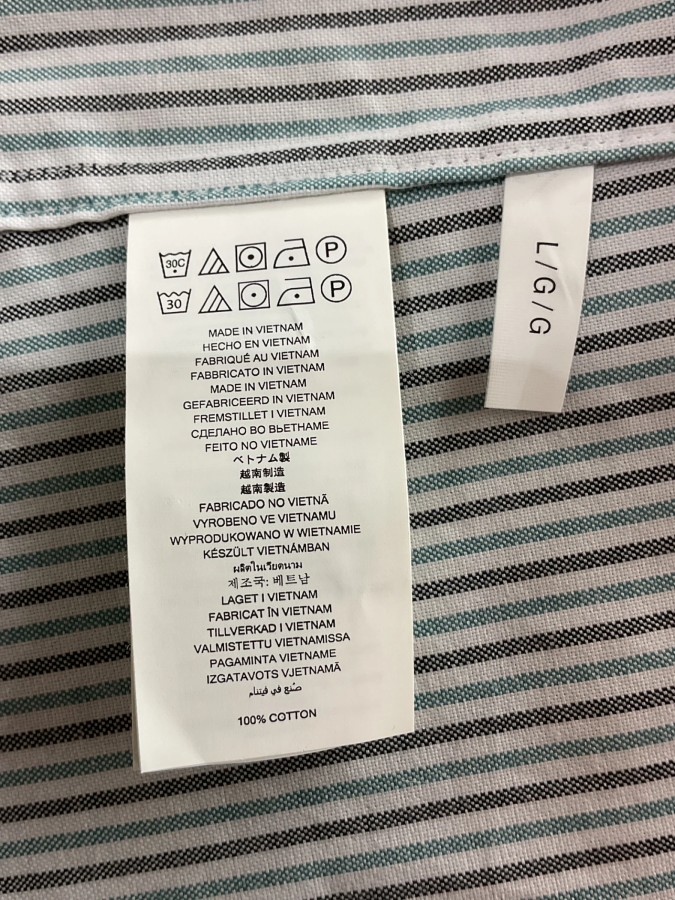 30C P
30 P
MADE IN VIETNAM
HECHO EN VIETNAM
FABRIQUÉ AU VIETNAM
FABBRICATO IN VIETNAM
MADE IN VIETNAM
GEFABRICEERD IN VIETNAM
FREMSTILLET I VIETNAM
СДЕЛАНО ВО ВЬЕТНАМЕ
FEITO NO VIETNAME
ベトナム製
越南制造
越南製造
FABRICADO NO VIETNÃ
VYROBENO VE VIETNAMU
WYPRODUKOWANO W WIETNAMIE
KÉSZÜLT VIETNÁMBAN
ผลิตในเวียดนาม
제조국: 베트남
LAGET I VIETNAM
FABRICAT ÎN VIETNAM
TILLVERKAD I VIETNAM
VALMISTETTU VIETNAMISSA
PAGAMINTA VIETNAME
IZGATAVOTS VJETNAMĀ
صُنع في فيتنام
100% COTTON
L/G/G